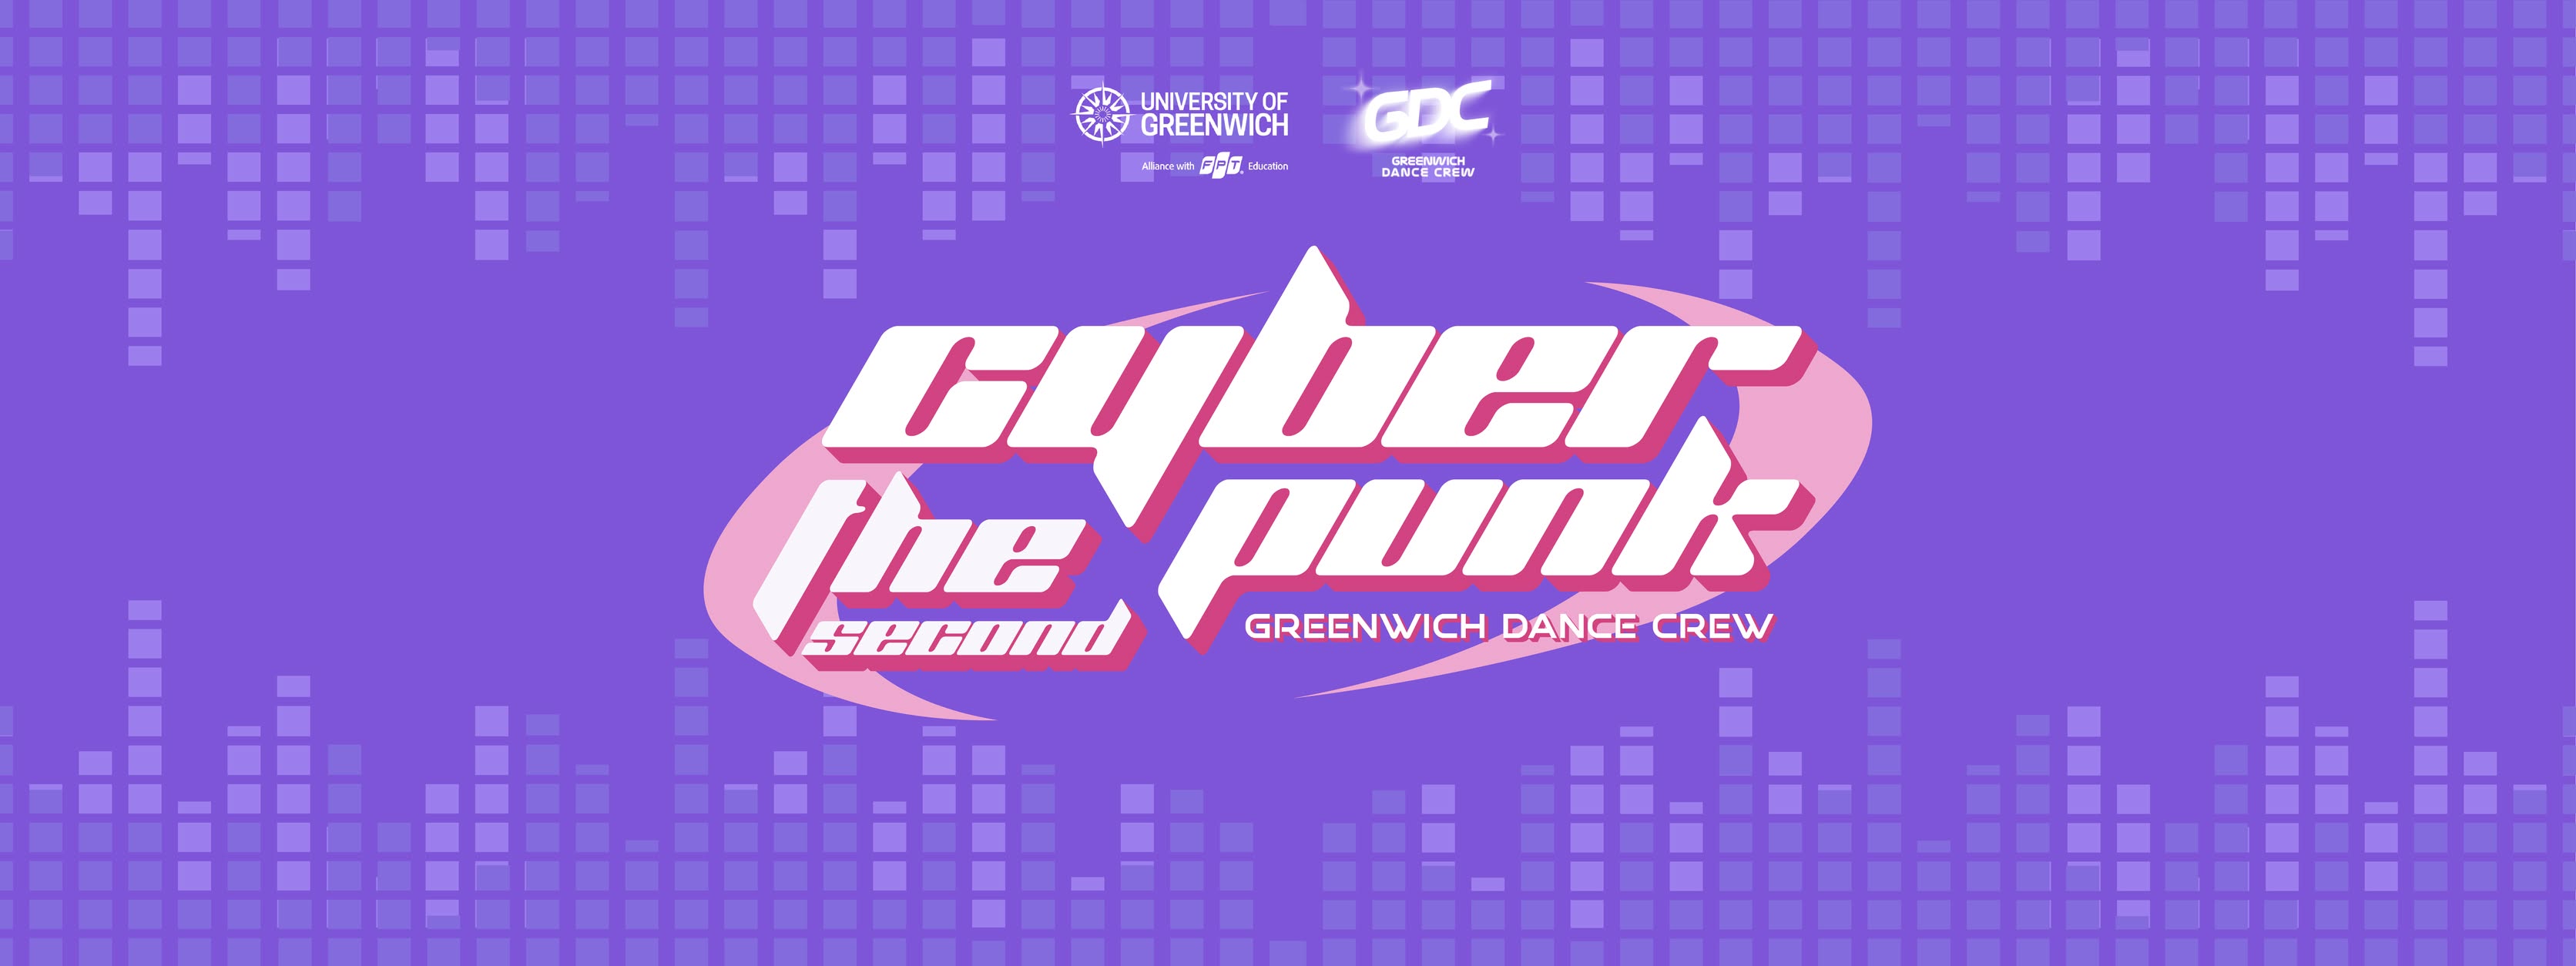 UNIVERSITY OF
GREENWICH
Alliance with FPT Education
GDC
GREENWICH
DANCE CREW
cyber
punk
the
second
GREENWICH DANCE CREW